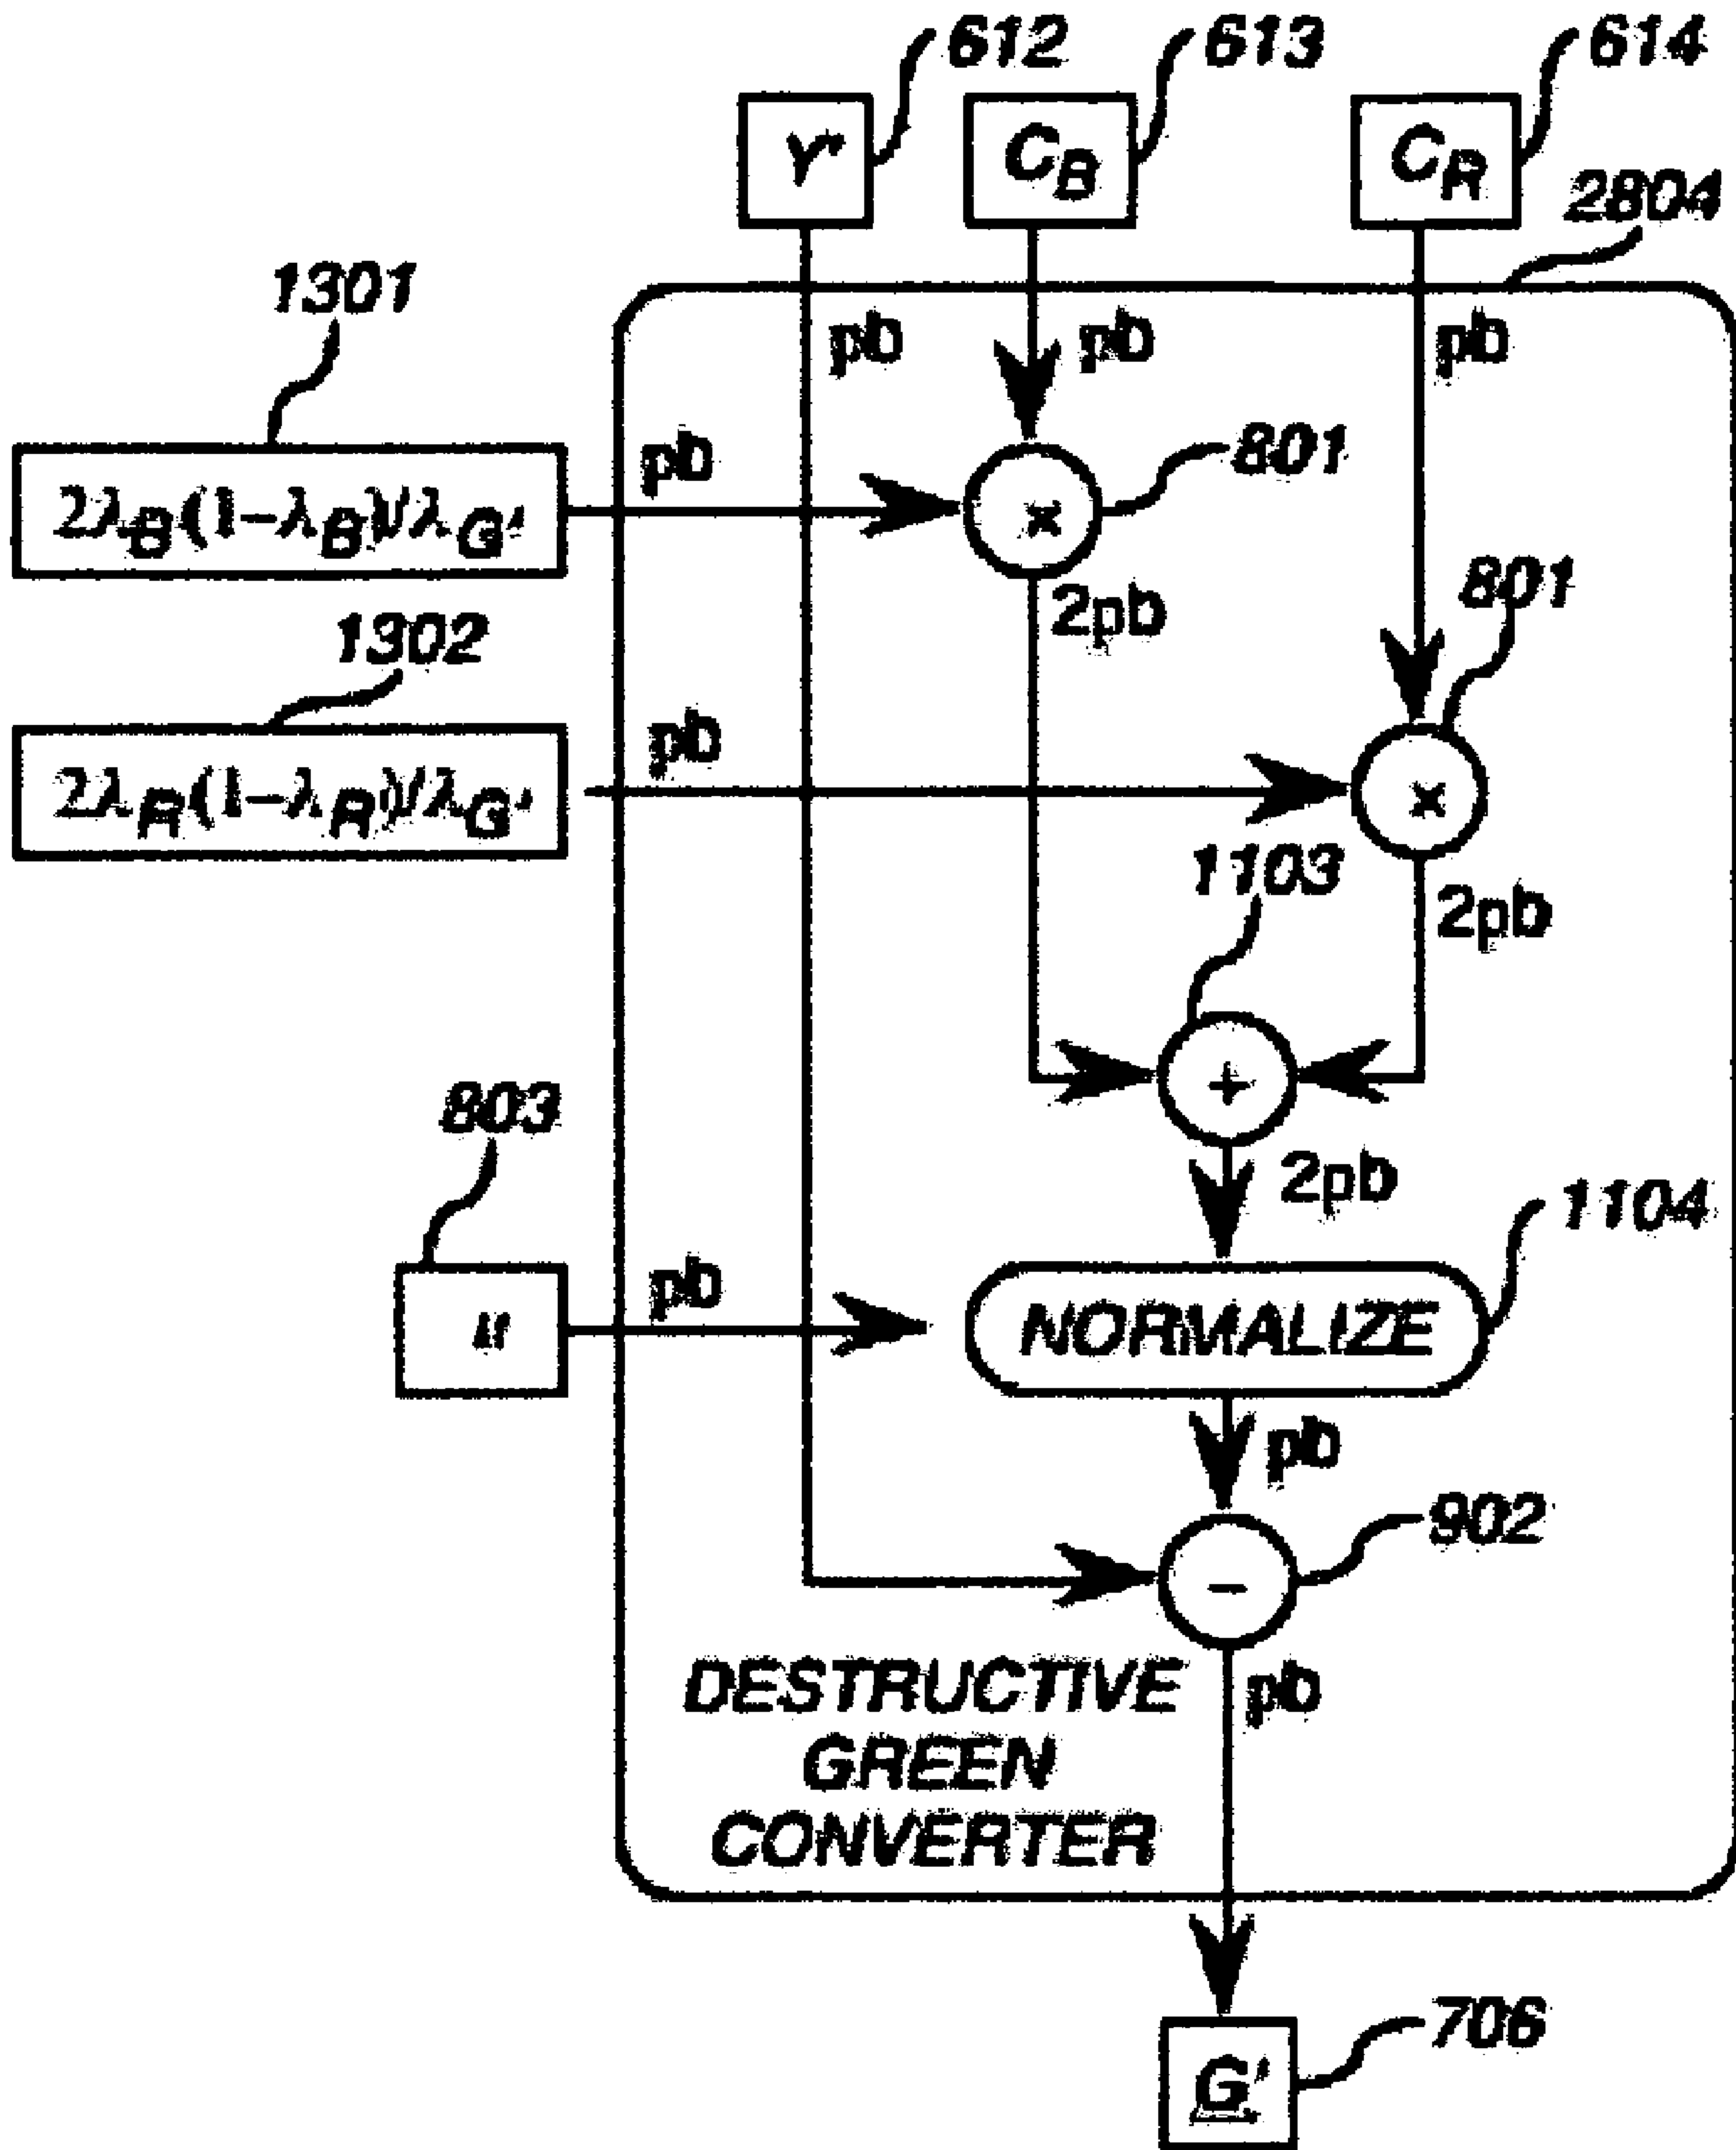 612
613
614
Y'
C_B
C_R
2804
1301
pb
pb
pb
pb
801
2λ_B(1-λ_B)/λ_G'
×
2pb
801
1302
pb
2λ_R(1-λ_R)/λ_G'
×
1103
2pb
+
803
2pb
1104
pb
NORMALIZE
pb
902
-
DESTRUCTIVE
GREEN
CONVERTER
pb
706
G'